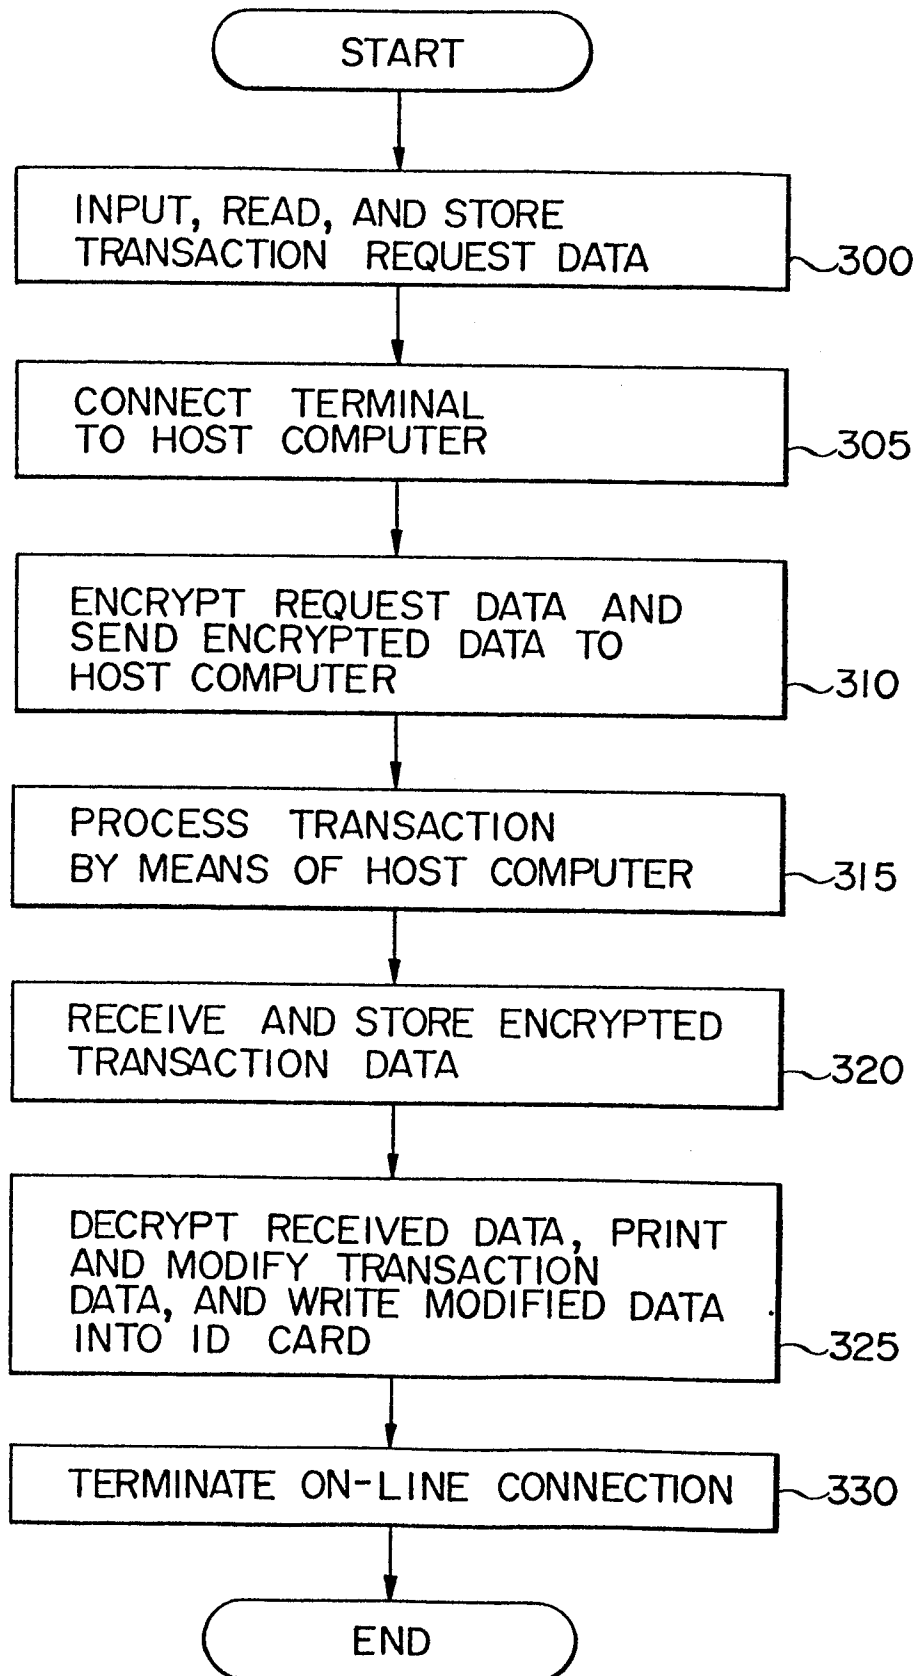 START
INPUT, READ, AND STORE
TRANSACTION REQUEST DATA
300
CONNECT TERMINAL
TO HOST COMPUTER
305
ENCRYPT REQUEST DATA AND
SEND ENCRYPTED DATA TO
HOST COMPUTER
310
PROCESS TRANSACTION
BY MEANS OF HOST COMPUTER
315
RECEIVE AND STORE ENCRYPTED
TRANSACTION DATA
320
DECRYPT RECEIVED DATA, PRINT
AND MODIFY TRANSACTION
DATA, AND WRITE MODIFIED DATA
INTO ID CARD
325
TERMINATE ON-LINE CONNECTION
330
END